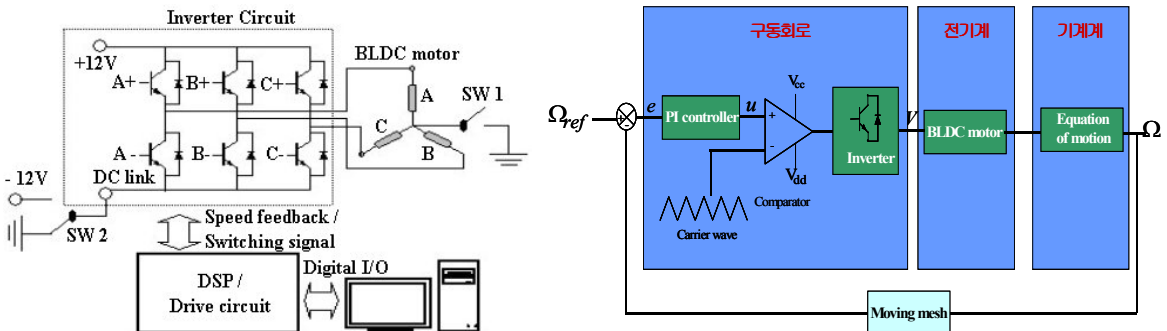 Inverter Circuit
+12V
A+
B+
C+
BLDC motor
A
SW 1
C
B
A-
B-
C-
- 12V
DC link
SW 2
Speed feedback /
Switching signal
DSP /
Drive circuit
Digital I/O
구동회로
전기계
기계계
Ωref
+
-
e
PI controller
u
+
-
Vcc
Vdd
Comparator
Carrier wave
Inverter
V
BLDC motor
Equation
of motion
Ω
Moving mesh